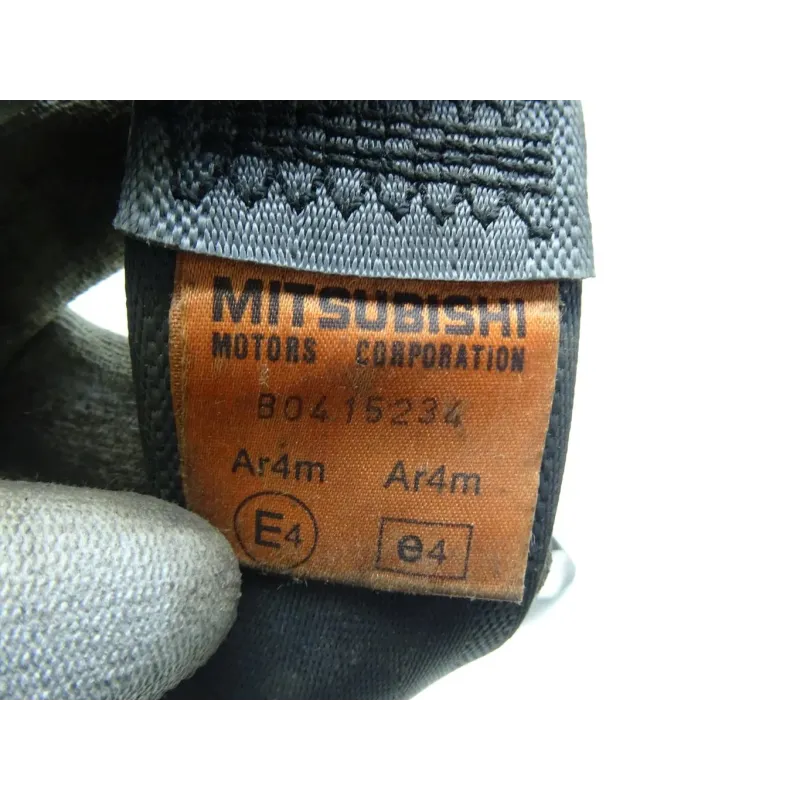 MITSUBISHI
MOTORS CORPORATION
B0415234
Ar4m Ar4m
E4 e4